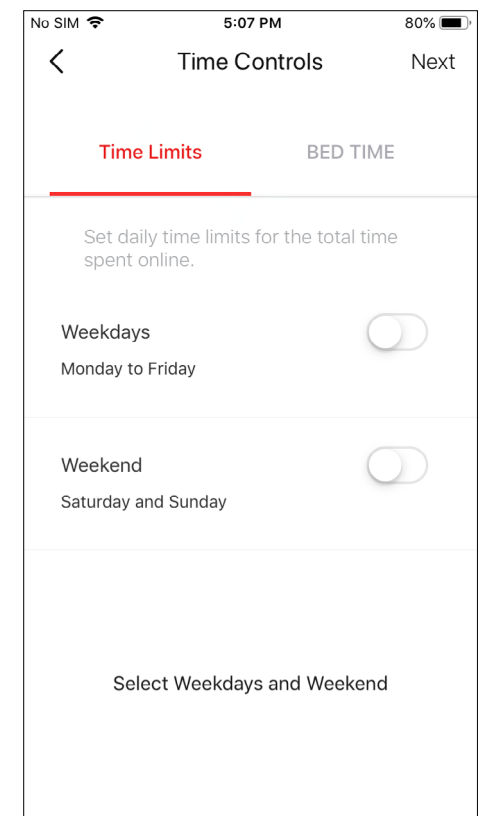 No SIM 5:07 PM 80%
Time Controls Next
Time Limits BED TIME
Set daily time limits for the total time
spent online.
Weekdays
Monday to Friday
Weekend
Saturday and Sunday
Select Weekdays and Weekend